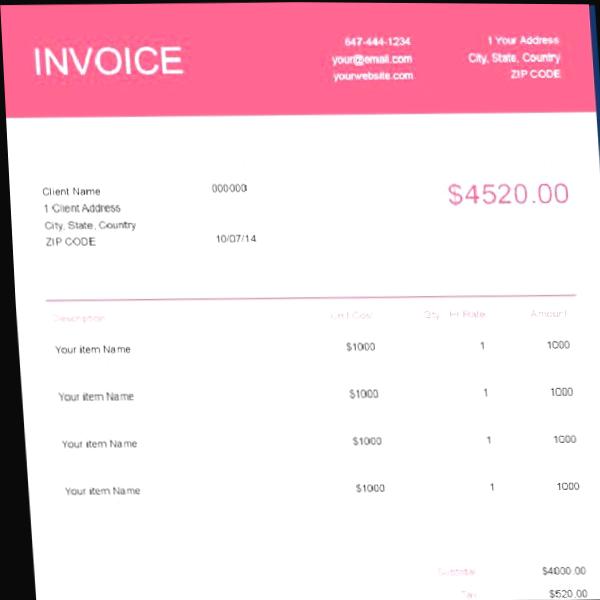 INVOICE
647-444-1234
your@email.com
yourwebsite.com
1 Your Address
City, State, Country
ZIP CODE
Client Name
1 Client Address
City, State, Country
ZIP CODE
000000
10/07/14
$4520.00
Description Unit Cost Qty / Hr Rate Amount
Your item Name $1000 1 1000
Your item Name $1000 1 1000
Your item Name $1000 1 1000
Your item Name $1000 1 1000
Subtotal $4000.00
Tax $520.00